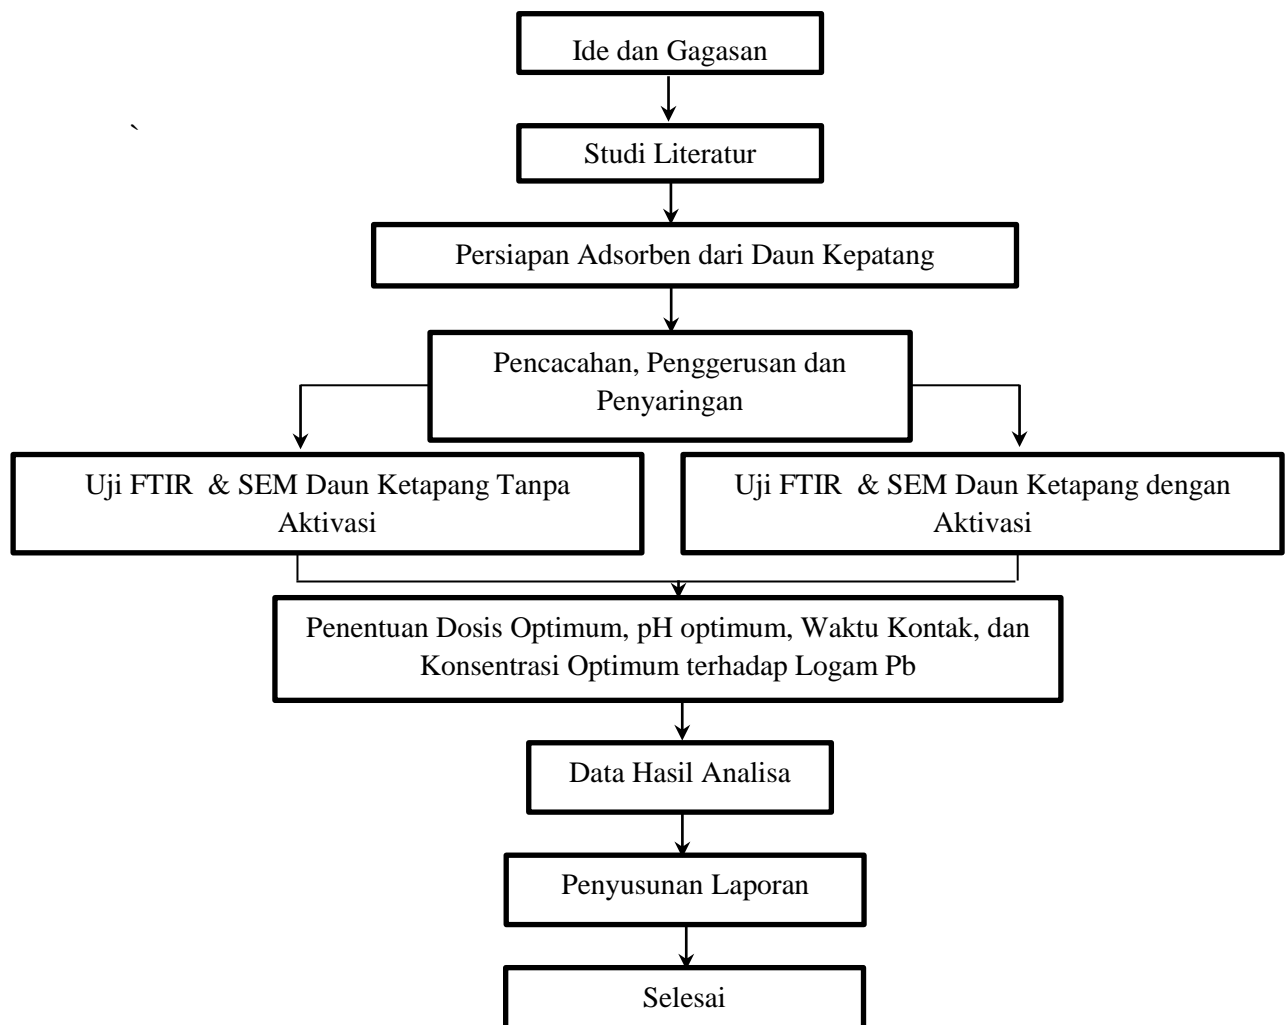 Ide dan Gagasan
`
Studi Literatur
Persiapan Adsorben dari Daun Kepatang
Pencacahan, Penggerusan dan
Penyaringan
Uji FTIR  & SEM Daun Ketapang Tanpa
Aktivasi
Uji FTIR  & SEM Daun Ketapang dengan
Aktivasi
Penentuan Dosis Optimum, pH optimum, Waktu Kontak, dan
Konsentrasi Optimum terhadap Logam Pb
Data Hasil Analisa
Penyusunan Laporan
Selesai